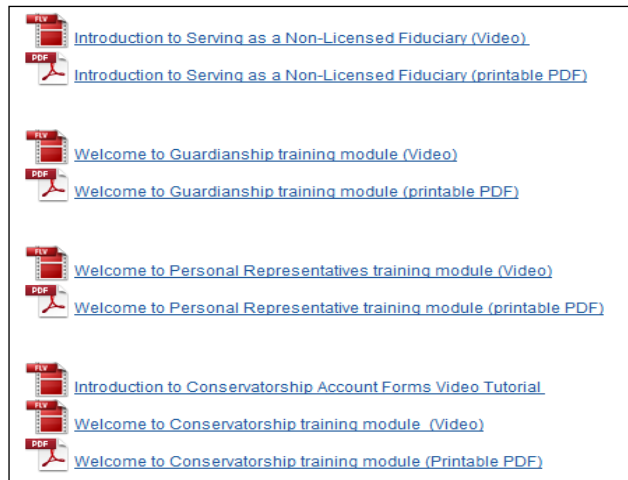 FLV
Introduction to Serving as a Non-Licensed Fiduciary (Video)
PDF
Introduction to Serving as a Non-Licensed Fiduciary (printable PDF)
FLV
Welcome to Guardianship training module (Video)
PDF
Welcome to Guardianship training module (printable PDF)
FLV
Welcome to Personal Representatives training module (Video)
PDF
Welcome to Personal Representative training module (printable PDF)
FLV
Introduction to Conservatorship Account Forms Video Tutorial
FLV
Welcome to Conservatorship training module (Video)
PDF
Welcome to Conservatorship training module (Printable PDF)